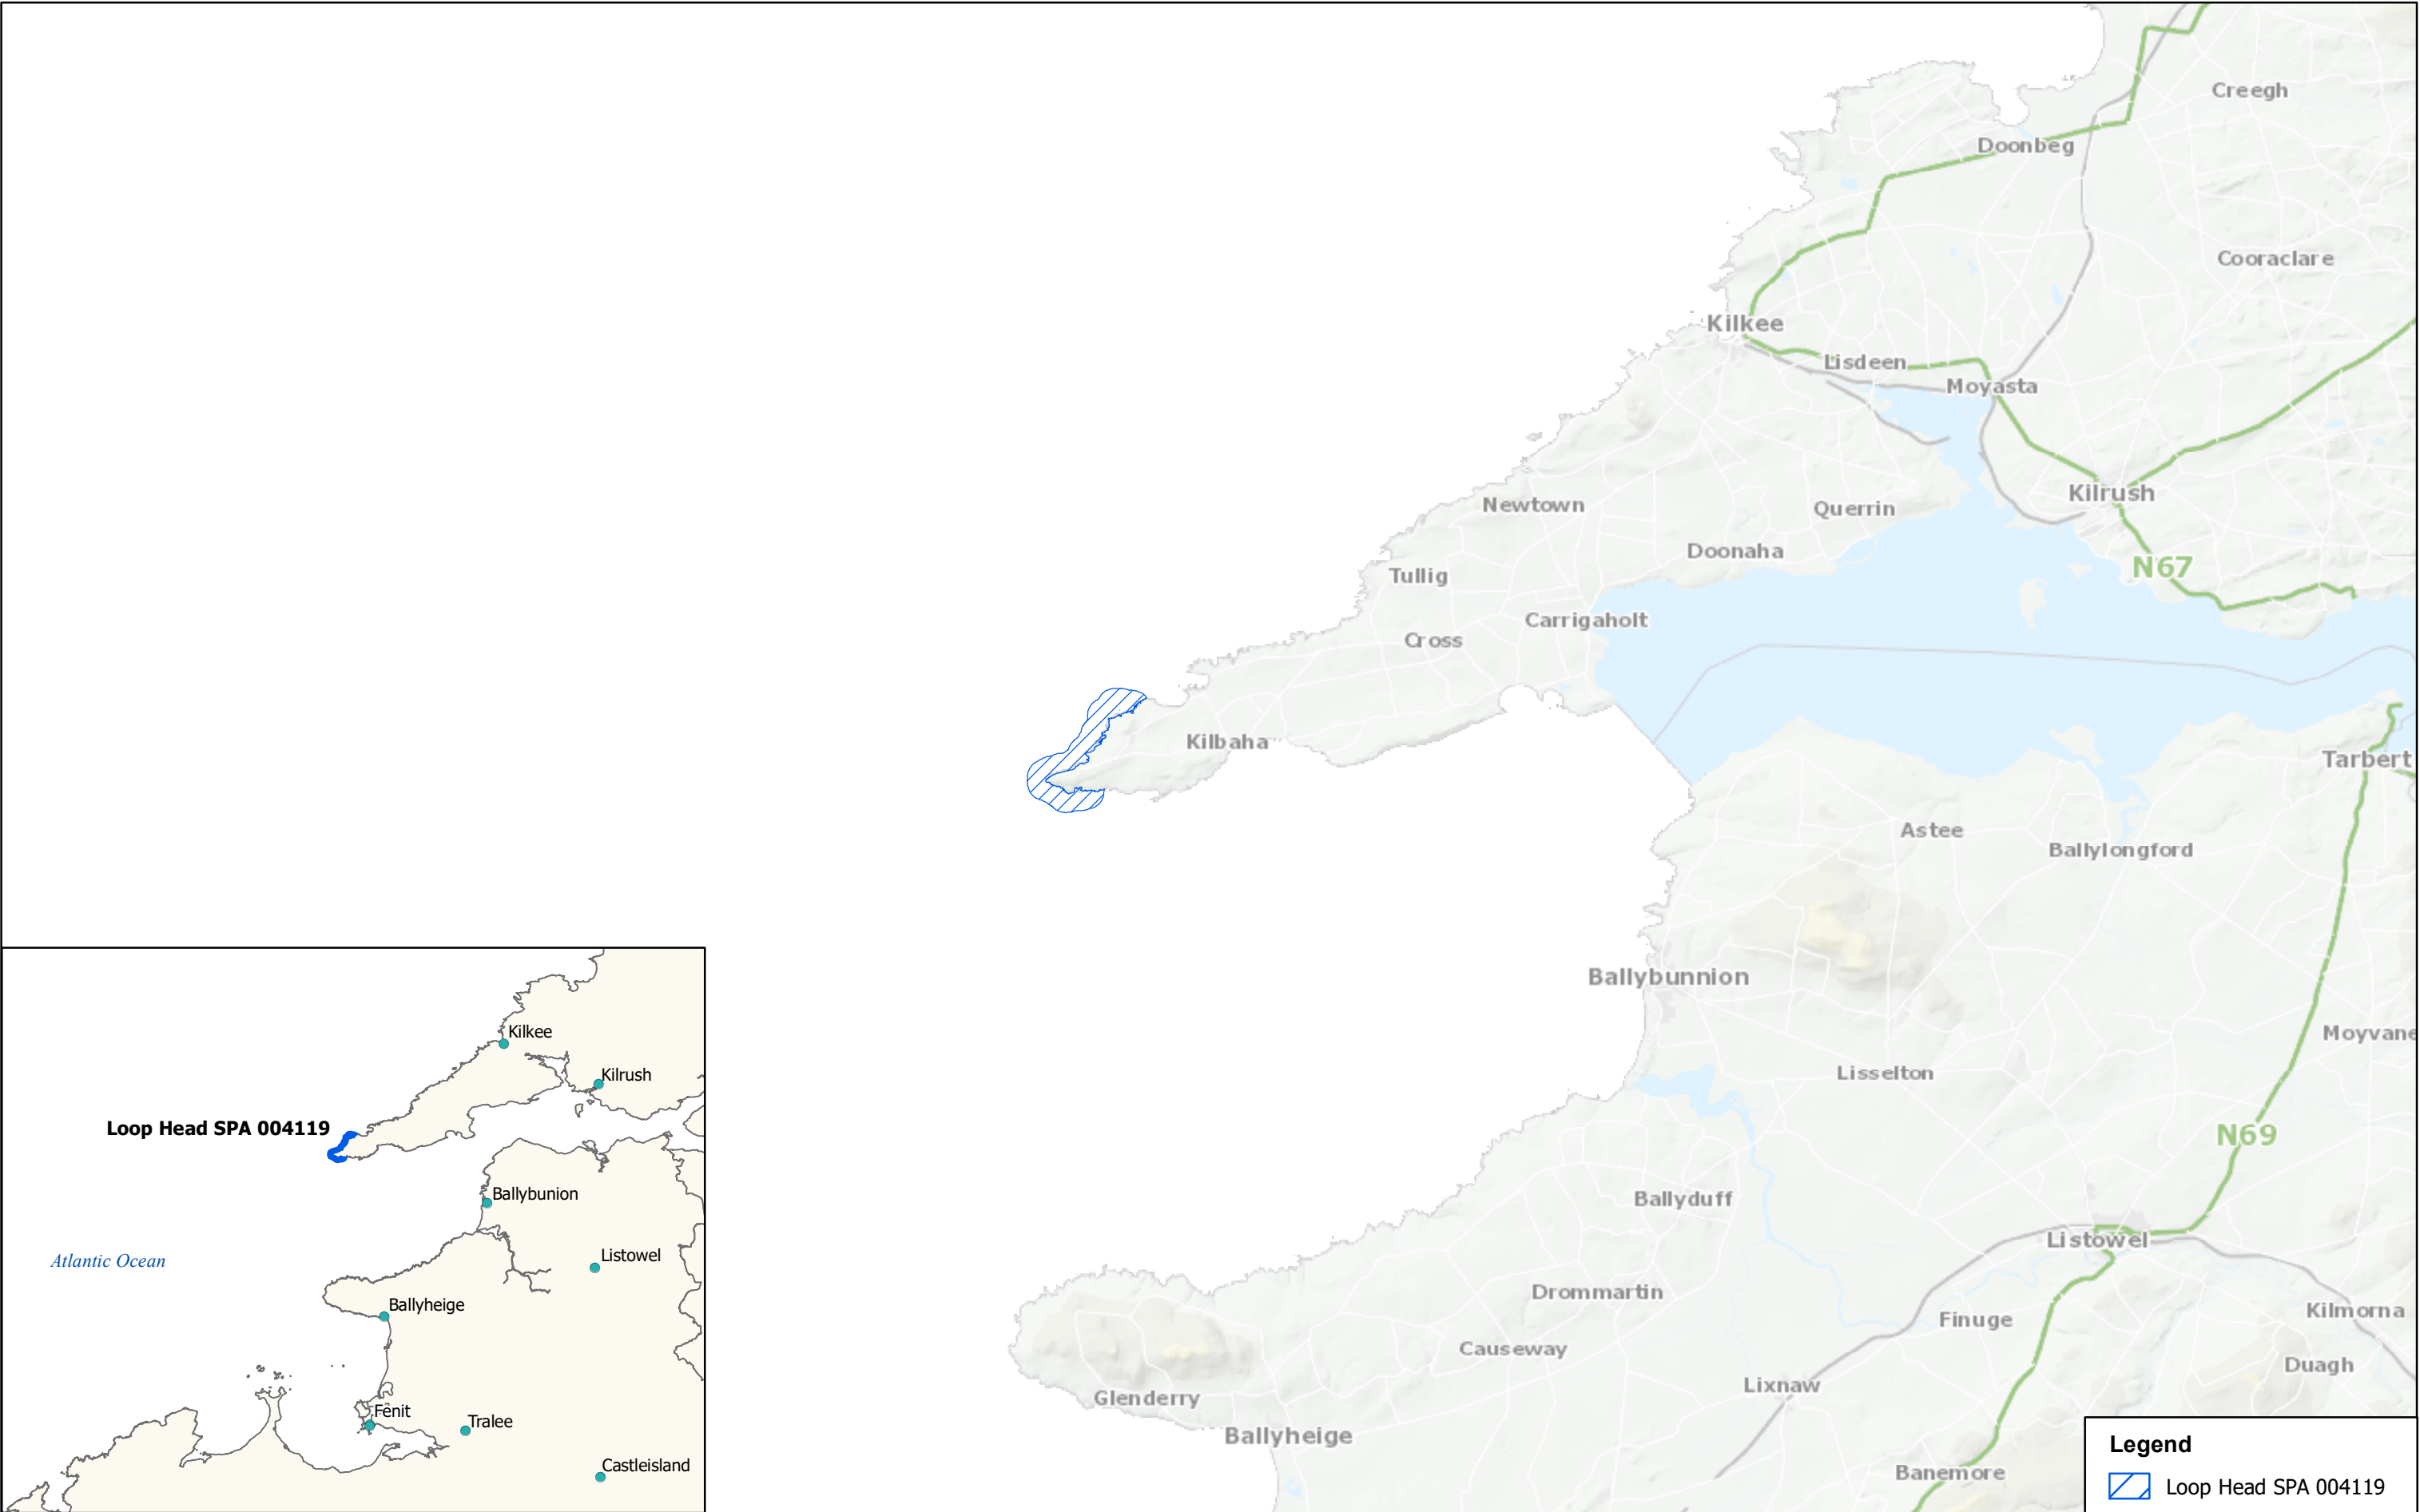 Creegh
Doonbeg
Cooraclare
Kilkee
Lisdeen
Moyasta
Kilrush
Newtown
Querrin
Doonaha
N67
Tullig
Carrigaholt
Cross
Kilbaha
Tarbert
Astee
Ballylongford
Ballybunnion
Moyvane
Lisselton
N69
Ballyduff
Listowel
Drommartin
Kilmorna
Finuge
Causeway
Duagh
Lixnaw
Glenderry
Ballyheige
Banemore
Kilkee
Kilrush
Loop Head SPA 004119
Ballybunion
Listowel
Atlantic Ocean
Ballyheige
Fenit
Tralee
Castleisland
Legend
Loop Head SPA 004119